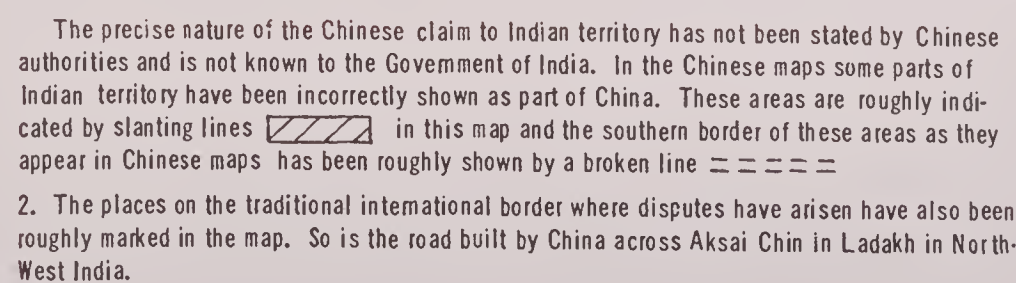 The precise nature of the Chinese claim to Indian territory has not been stated by Chinese
authorities and is not known to the Government of India. In the Chinese maps some parts of
Indian territory have been incorrectly shown as part of China. These areas are roughly indi-
cated by slanting lines in this map and the southern border of these areas as they
appear in Chinese maps has been roughly shown by a broken line =====
2. The places on the traditional international border where disputes have arisen have also been
roughly marked in the map. So is the road built by China across Aksai Chin in Ladakh in North-
West India.